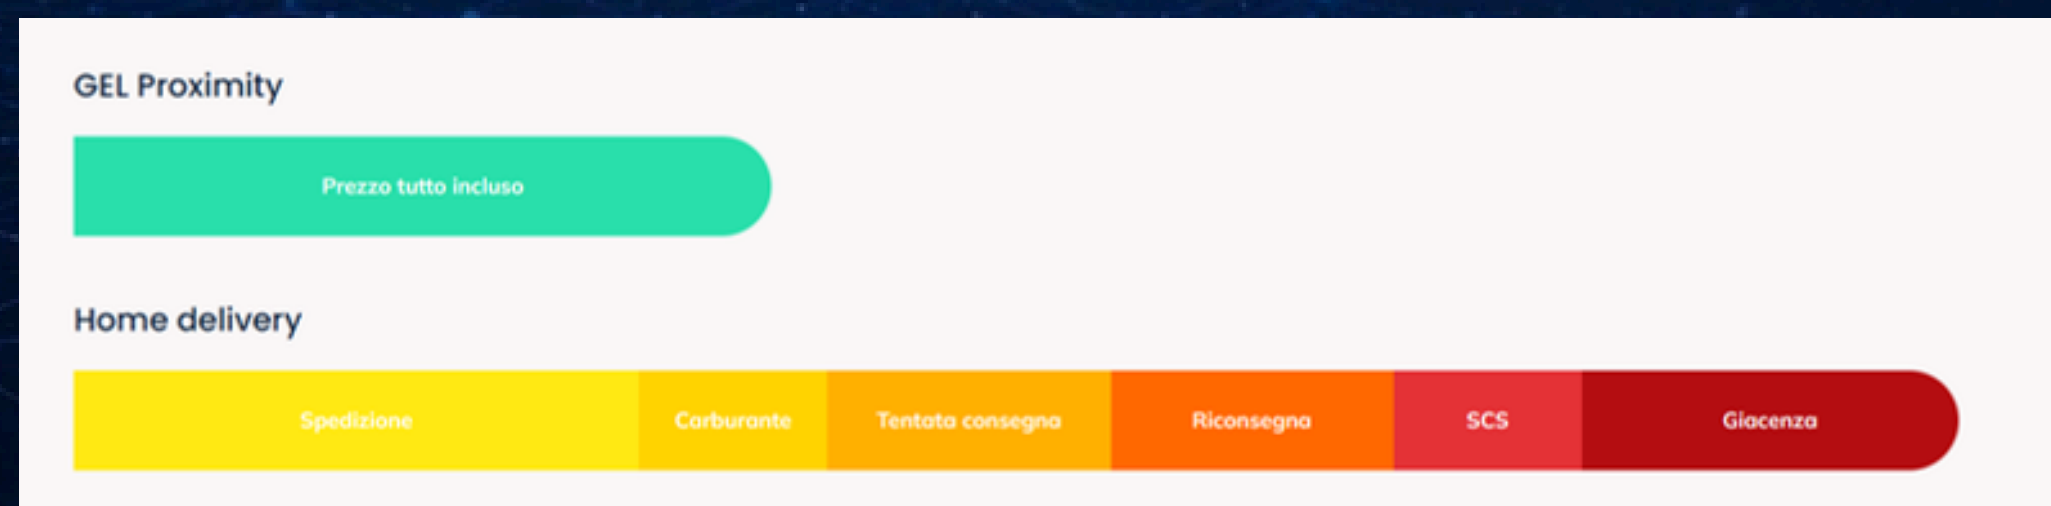 GEL Proximity
Prezzo tutto incluso
Home delivery
Spedizione Carburante Tentata consegna Riconsegna SCS Giacenza